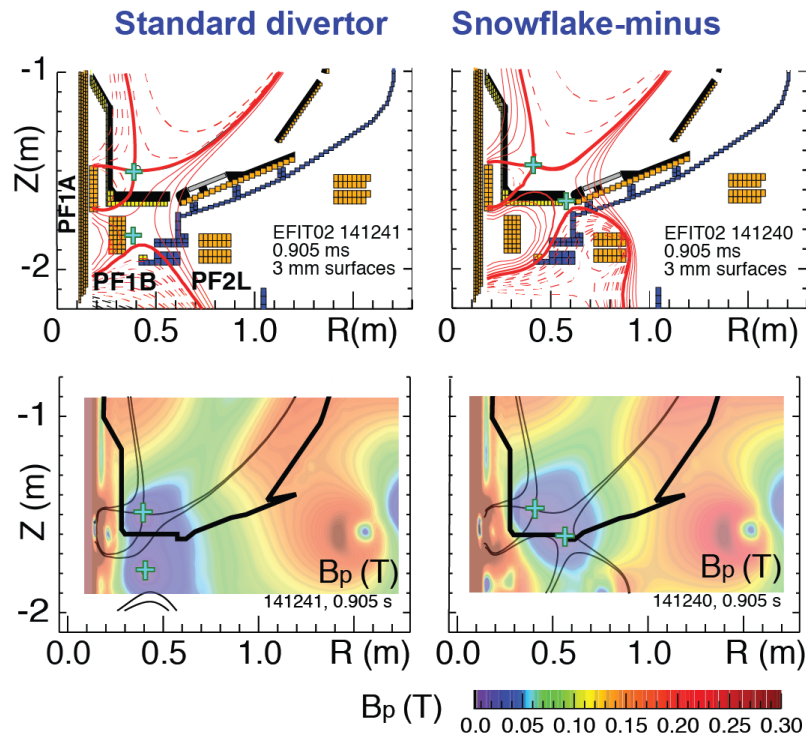 Standard divertor
Snowflake-minus
-1
Z(m)
-2
PF1A
PF1B
PF2L
EFIT02 141241
0.905 ms
3 mm surfaces
0
0.5
1.0
R(m)
EFIT02 141240
0.905 ms
3 mm surfaces
0
0.5
1.0
R(m)
-1
Z (m)
-2
Bp (T)
141241, 0.905 s
0.0
0.5
1.0
R (m)
Bp (T)
141240, 0.905 s
0.0
0.5
1.0
R (m)
Bp (T)
0.0 0.05 0.10 0.15 0.20 0.25 0.30